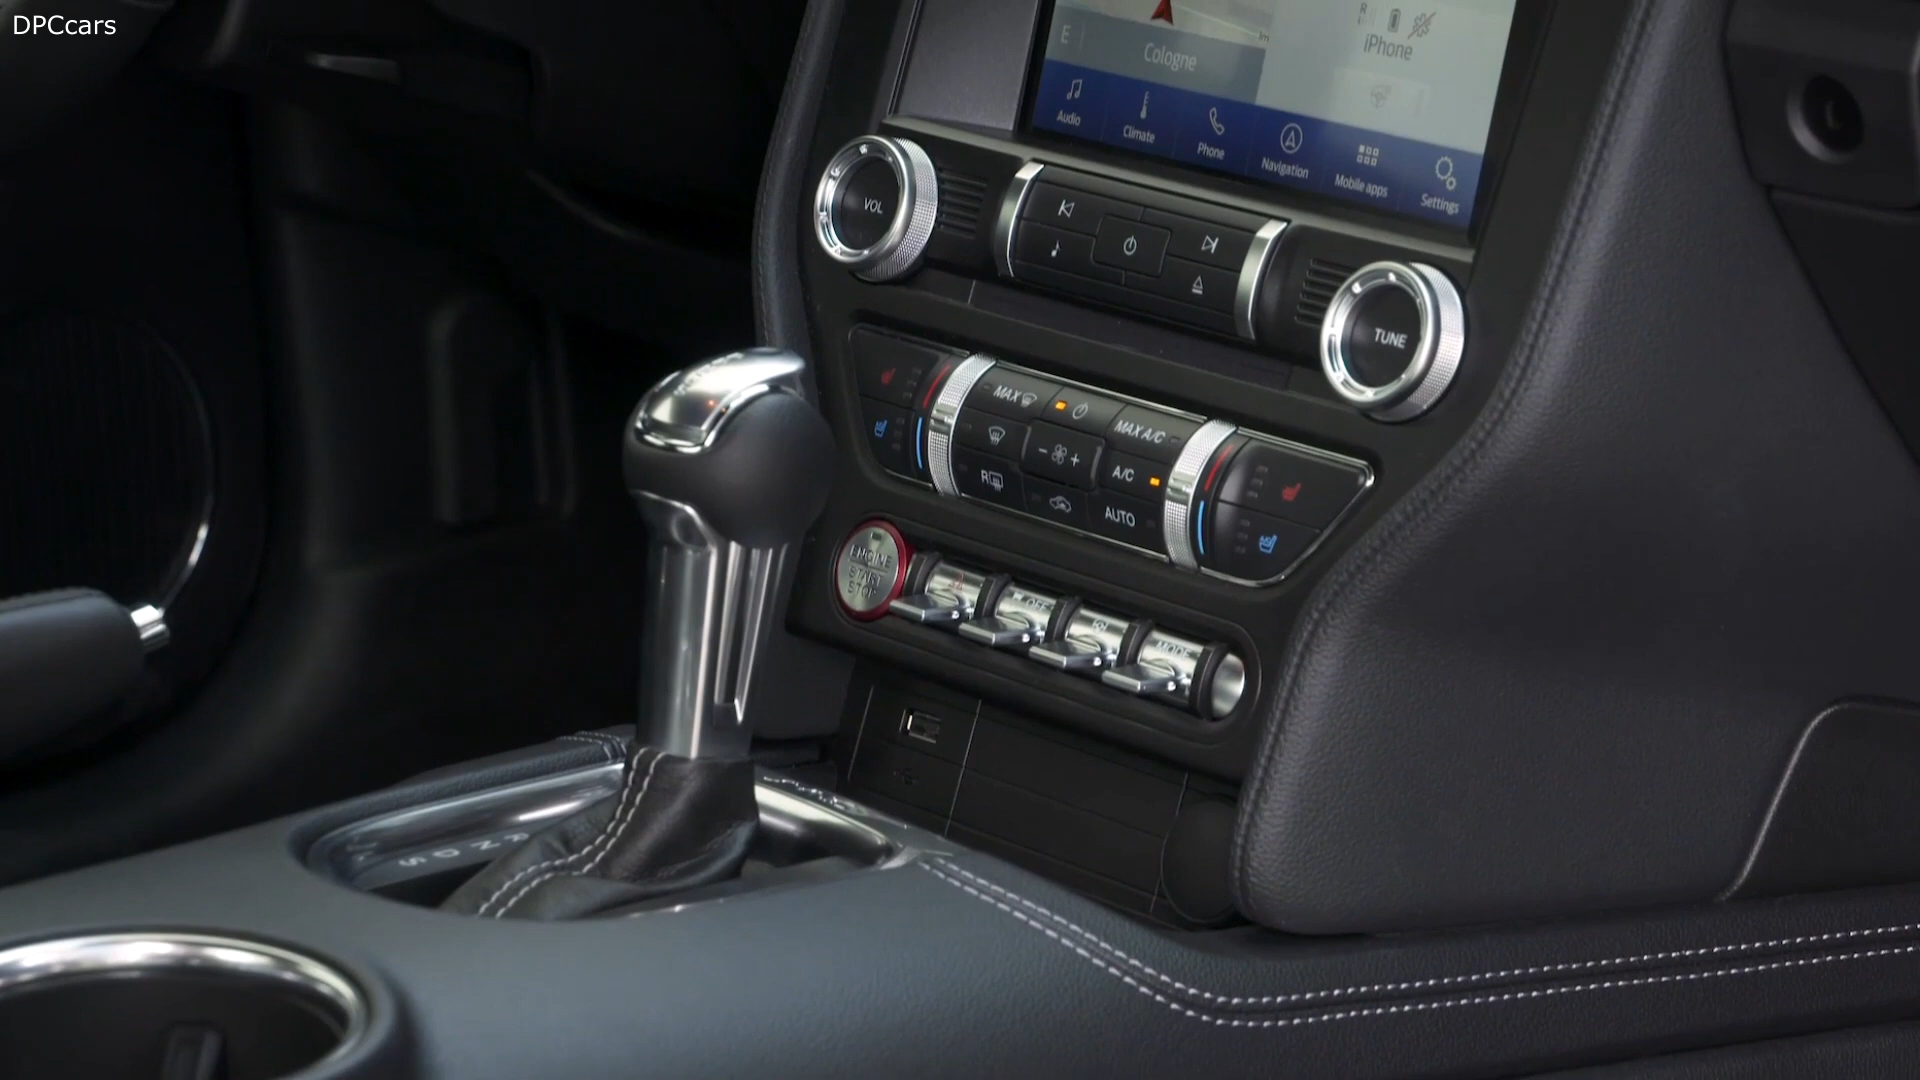 DPCcars
E
Cologne
iPhone
Audio
Climate
Phone
Navigation
Mobile apps
Settings
VOL
TUNE
MAX
MAX A/C
- +
A/C
R
AUTO
ENGINE
START
STOP
OFF
MODE
R
N
D
S